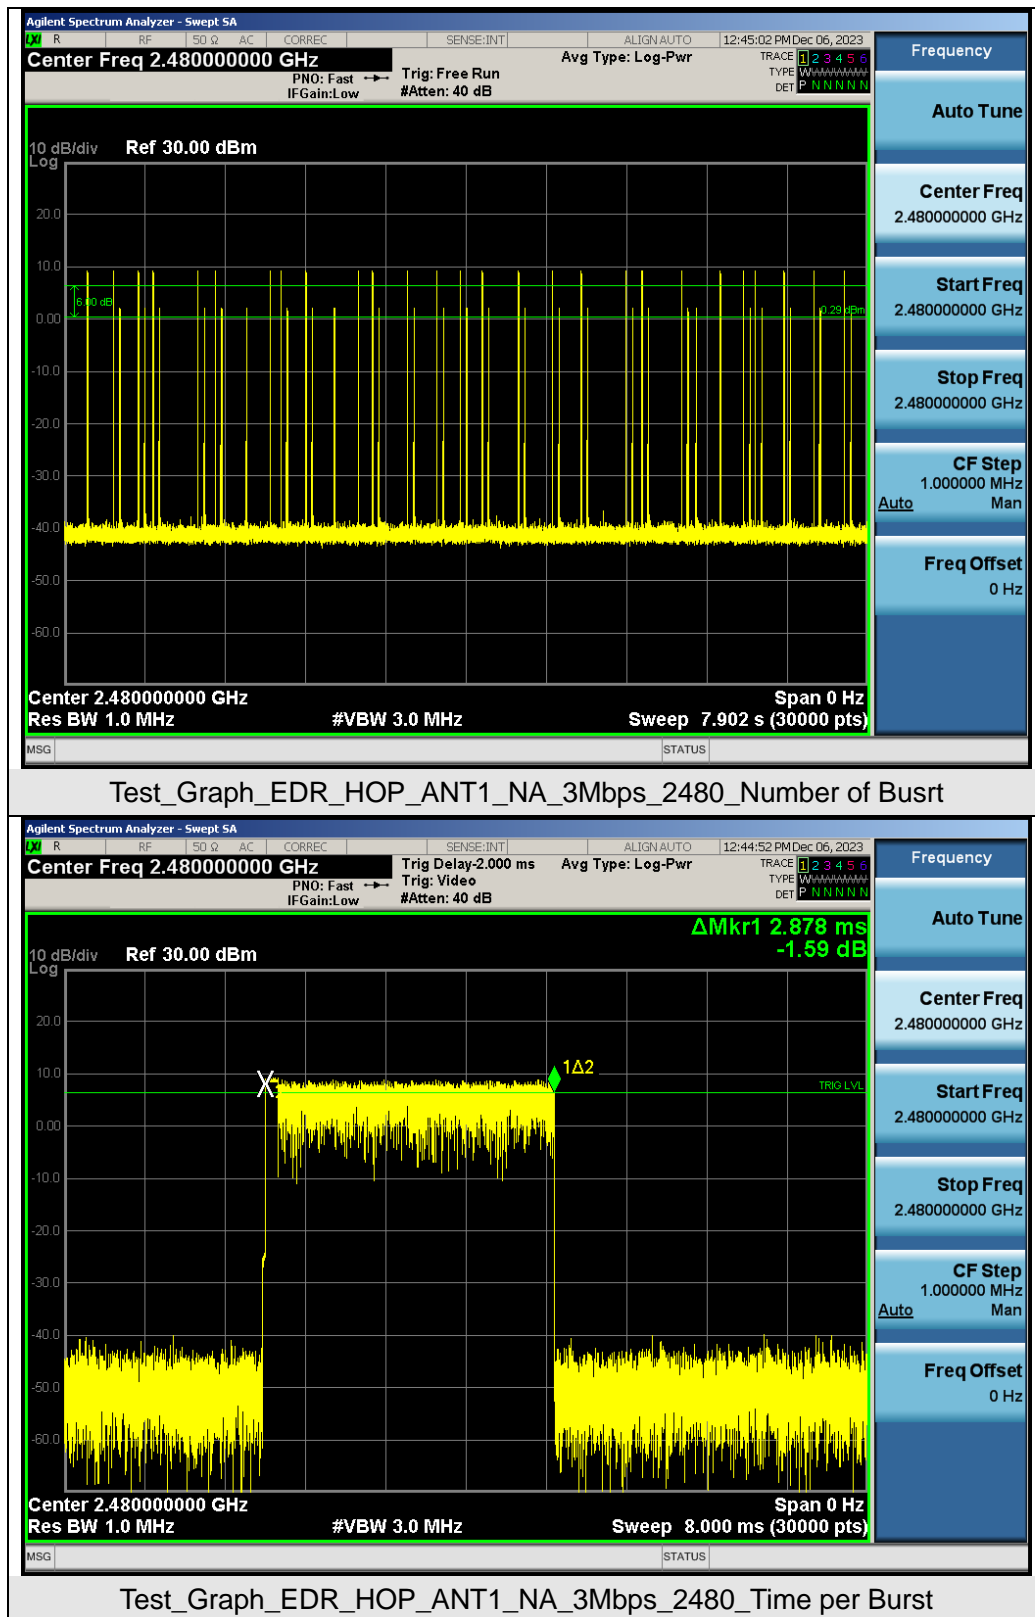 Agilent Spectrum Analyzer - Swept SA
LXI R RF 50 Ω AC CORREC SENSE:INT ALIGN AUTO 12:45:02 PM Dec 06, 2023
Center Freq 2.480000000 GHz Avg Type: Log-Pwr TRACE 1 2 3 4 5 6
PNO: Fast Trig: Free Run TYPE W
IFGain:Low #Atten: 40 dB DET P N N N N N
10 dB/div Ref 30.00 dBm
Log
20.0
10.0
6.00 dB
0.00
0.29 dBm
-10.0
-20.0
-30.0
-40.0
-50.0
-60.0
Center 2.480000000 GHz Span 0 Hz
Res BW 1.0 MHz #VBW 3.0 MHz Sweep 7.902 s (30000 pts)
MSG STATUS
Frequency
Auto Tune
Center Freq
2.480000000 GHz
Start Freq
2.480000000 GHz
Stop Freq
2.480000000 GHz
CF Step
1.000000 MHz
Auto Man
Freq Offset
0 Hz
Test_Graph_EDR_HOP_ANT1_NA_3Mbps_2480_Number of Busrt
Agilent Spectrum Analyzer - Swept SA
LXI R RF 50 Ω AC CORREC SENSE:INT ALIGN AUTO 12:44:52 PM Dec 06, 2023
Center Freq 2.480000000 GHz Trig Delay-2.000 ms Avg Type: Log-Pwr TRACE 1 2 3 4 5 6
PNO: Fast Trig: Video TYPE W
IFGain:Low #Atten: 40 dB DET P N N N N N
ΔMkr1 2.878 ms
-1.59 dB
10 dB/div Ref 30.00 dBm
Log
20.0
10.0
1Δ2
TRIG LVL
0.00
-10.0
-20.0
-30.0
-40.0
-50.0
-60.0
Center 2.480000000 GHz Span 0 Hz
Res BW 1.0 MHz #VBW 3.0 MHz Sweep 8.000 ms (30000 pts)
MSG STATUS
Frequency
Auto Tune
Center Freq
2.480000000 GHz
Start Freq
2.480000000 GHz
Stop Freq
2.480000000 GHz
CF Step
1.000000 MHz
Auto Man
Freq Offset
0 Hz
Test_Graph_EDR_HOP_ANT1_NA_3Mbps_2480_Time per Burst